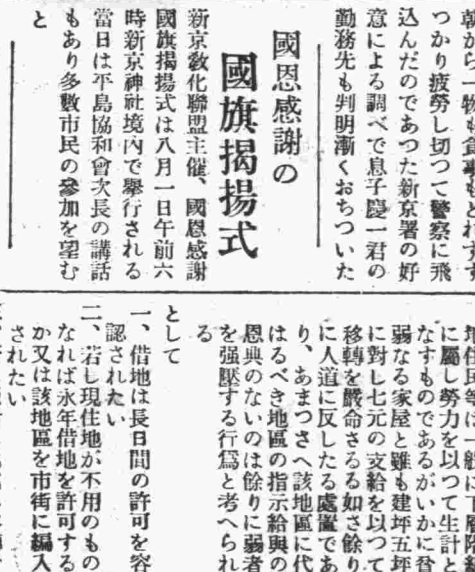 つかり疲勞し切つて警察に飛
込んだのであつた新京署の好
意による調べで息子慶一君の
勤務先も判明漸くおちついた
國恩感謝の
國旗揭揚式
新京敎化聯盟主催、國恩感謝
國旗揭揚式は八月一日午前六
時新京神社境内で擧行される
當日は平島協和會次長の講話
もあり多數市民の參加を望む
と
に屬し勞力を以つて生計と
なすものであるがいかに貧
弱なる家屋と雖も建坪五坪
に對し七元の支給を以つて
移轉を嚴命さるる如き餘り
に人道に反したる處置であ
り、あまつさへ該地區に代
はるべき地區の指示給與の
恩典のないのは餘りに弱者
を强壓する行爲と考へられ
る
として
一、借地は長日間の許可を容
認されたい
二、若し現住地が不用のもの
なれば永年借地を許可する
か又は該地區を市街に編入
されたい